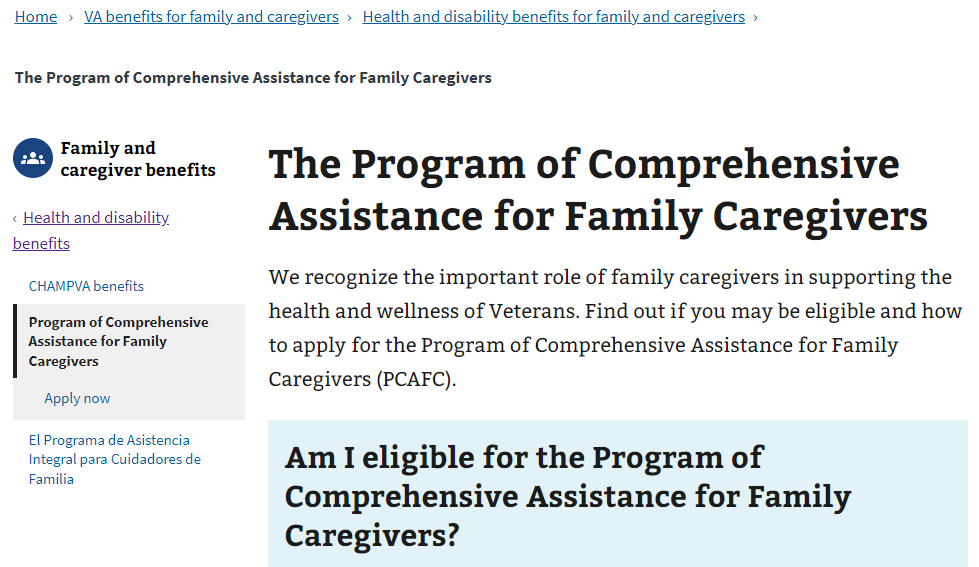 Home › VA benefits for family and caregivers › Health and disability benefits for family and caregivers ›
The Program of Comprehensive Assistance for Family Caregivers
Family and
caregiver benefits
‹ Health and disability
benefits
CHAMPVA benefits
Program of Comprehensive
Assistance for Family
Caregivers
Apply now
El Programa de Asistencia
Integral para Cuidadores de
Familia
The Program of Comprehensive
Assistance for Family Caregivers
We recognize the important role of family caregivers in supporting the
health and wellness of Veterans. Find out if you may be eligible and how
to apply for the Program of Comprehensive Assistance for Family
Caregivers (PCAFC).
Am I eligible for the Program of
Comprehensive Assistance for Family
Caregivers?